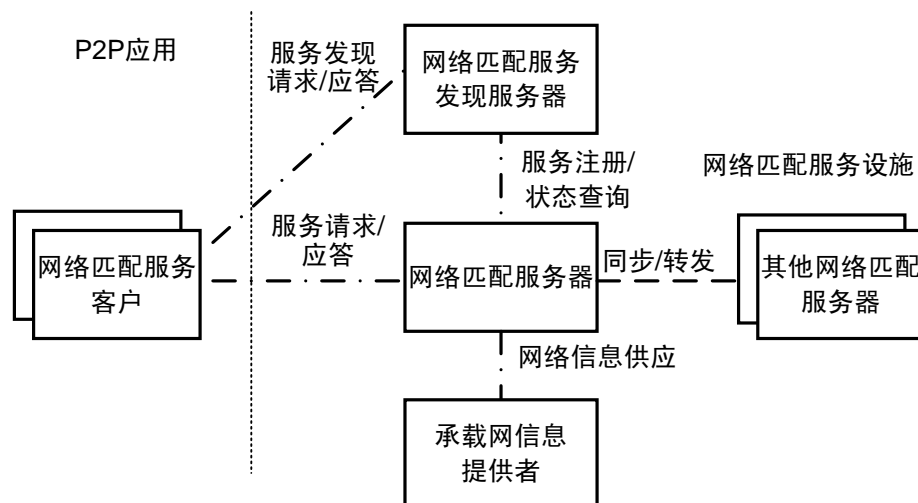 P2P应用
服务发现
请求/应答
网络匹配服务
发现服务器
服务注册/
状态查询
网络匹配服务设施
网络匹配服务
客户
服务请求/
应答
网络匹配服务器
同步/转发
其他网络匹配
服务器
网络信息供应
承载网信息
提供者